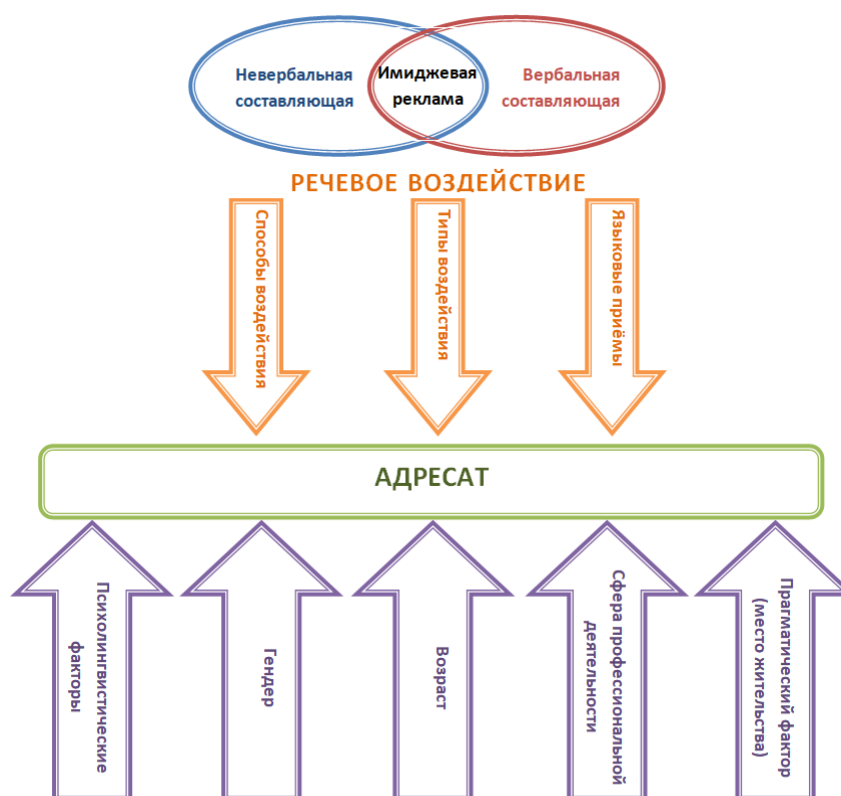 Невербальная
составляющая
Имиджевая
реклама
Вербальная
составляющая
РЕЧЕВОЕ ВОЗДЕЙСТВИЕ
Способы воздействия
Типы воздействия
Языковые приёмы
АДРЕСАТ
Психолингвистические
факторы
Гендер
Возраст
Сфера профессиональной
деятельности
Прагматический фактор
(место жительства)